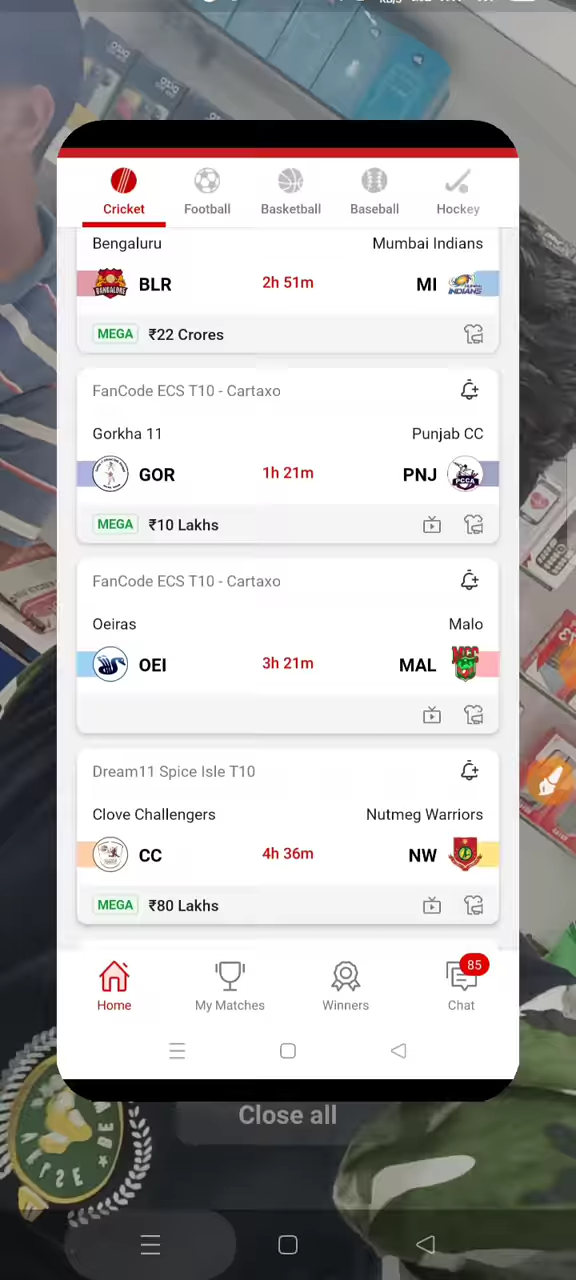 Cricket Football Basketball Baseball Hockey
Bengaluru Mumbai Indians
BLR 2h 51m MI
MEGA ₹22 Crores
FanCode ECS T10 - Cartaxo
Gorkha 11 Punjab CC
GOR 1h 21m PNJ
MEGA ₹10 Lakhs
FanCode ECS T10 - Cartaxo
Oeiras Malo
OEI 3h 21m MAL
Dream11 Spice Isle T10
Clove Challengers Nutmeg Warriors
CC 4h 36m NW
MEGA ₹80 Lakhs
85
Home My Matches Winners Chat
Close all